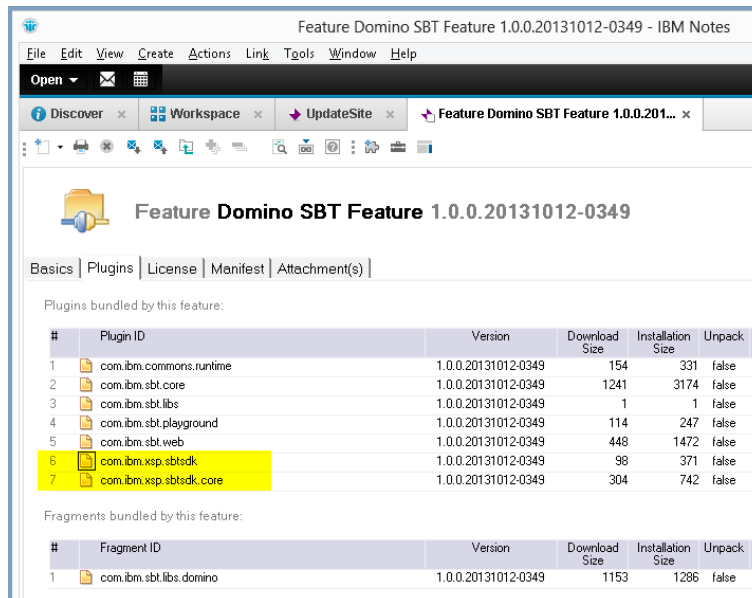 Feature Domino SBT Feature 1.0.0.20131012-0349 - IBM Notes
File Edit View Create Actions Link Tools Window Help
Open
Discover × Workspace × UpdateSite × Feature Domino SBT Feature 1.0.0.201... ×
Feature Domino SBT Feature 1.0.0.20131012-0349
Basics Plugins License Manifest Attachment(s)
Plugins bundled by this feature:
# Plugin ID Version Download Size Installation Size Unpack
1 com.ibm.commons.runtime 1.0.0.20131012-0349 154 331 false
2 com.ibm.sbt.core 1.0.0.20131012-0349 1241 3174 false
3 com.ibm.sbt.libs 1.0.0.20131012-0349 1 1 false
4 com.ibm.sbt.playground 1.0.0.20131012-0349 114 247 false
5 com.ibm.sbt.web 1.0.0.20131012-0349 448 1472 false
6 com.ibm.xsp.sbtsdk 1.0.0.20131012-0349 98 371 false
7 com.ibm.xsp.sbtsdk.core 1.0.0.20131012-0349 304 742 false
Fragments bundled by this feature:
# Fragment ID Version Download Size Installation Size Unpack
1 com.ibm.sbt.libs.domino 1.0.0.20131012-0349 1153 1286 false